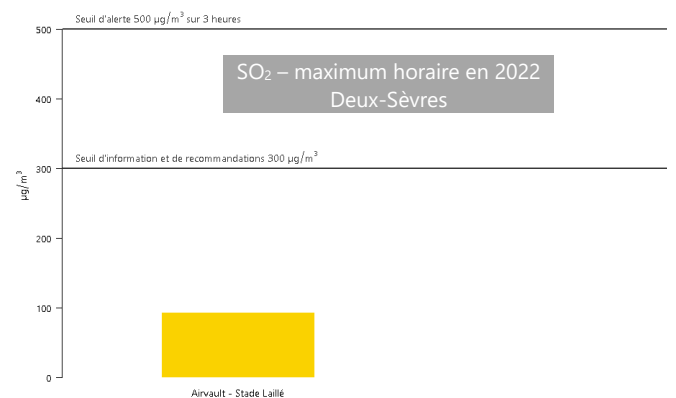 Seuil d'alerte 500 µg/m³ sur 3 heures
500
SO₂ – maximum horaire en 2022
Deux-Sèvres
400
Seuil d'information et de recommandations 300 µg/m³
300
µg/m³
200
100
0
Airvault - Stade Laillé